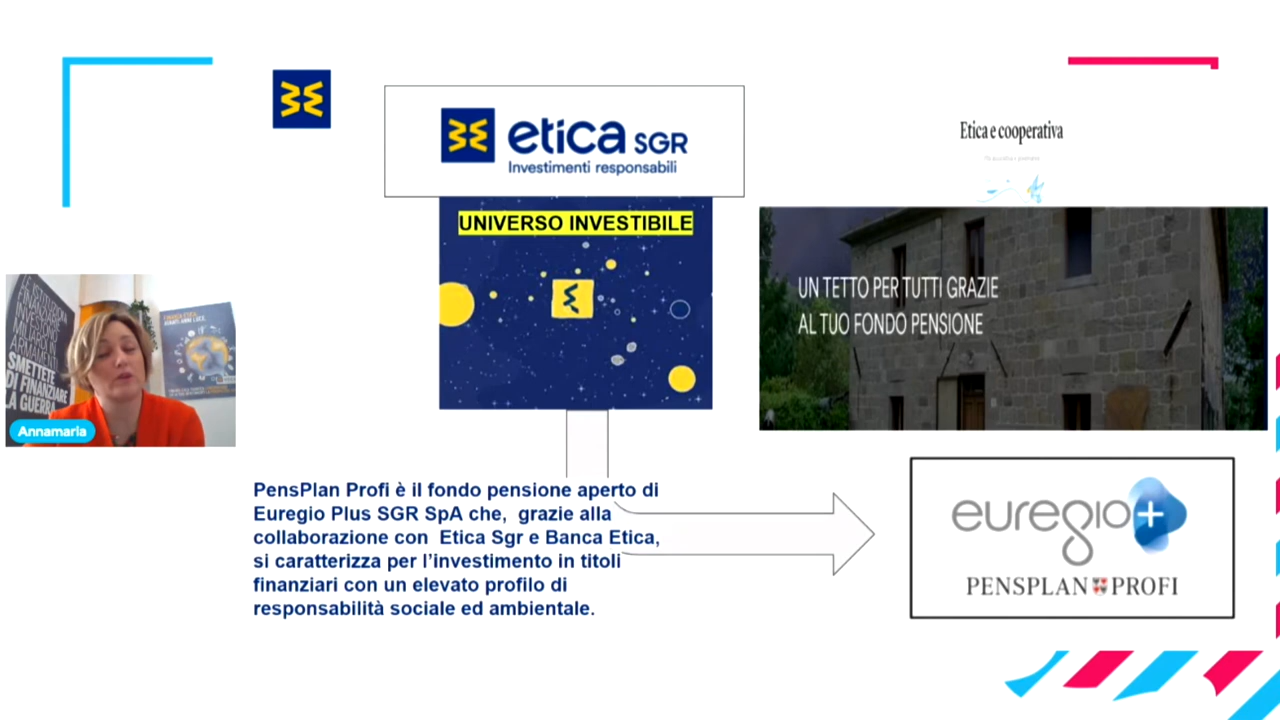 etica SGR
Investimenti responsabili
UNIVERSO INVESTIBILE
Etica e cooperativa
UN TETTO PER TUTTI GRAZIE
AL TUO FONDO PENSIONE
SMETTETE
DI FINANZIARE
LA GUERRA
Annamaria
PensPlan Profi è il fondo pensione aperto di
Euregio Plus SGR SpA che, grazie alla
collaborazione con Etica Sgr e Banca Etica,
si caratterizza per l'investimento in titoli
finanziari con un elevato profilo di
responsabilità sociale ed ambientale.
euregio+
PENSPLAN PROFI